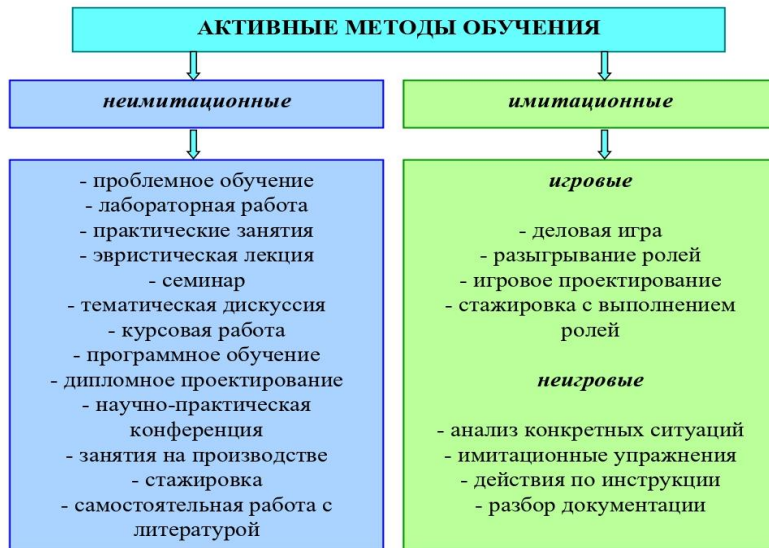 АКТИВНЫЕ МЕТОДЫ ОБУЧЕНИЯ
неимитационные
- проблемное обучение
- лабораторная работа
- практические занятия
- эвристическая лекция
- семинар
- тематическая дискуссия
- курсовая работа
- программное обучение
- дипломное проектирование
- научно-практическая
конференция
- занятия на производстве
- стажировка
- самостоятельная работа с
литературой
имитационные
игровые
- деловая игра
- разыгрывание ролей
- игровое проектирование
- стажировка с выполнением
ролей
неигровые
- анализ конкретных ситуаций
- имитационные упражнения
- действия по инструкции
- разбор документации